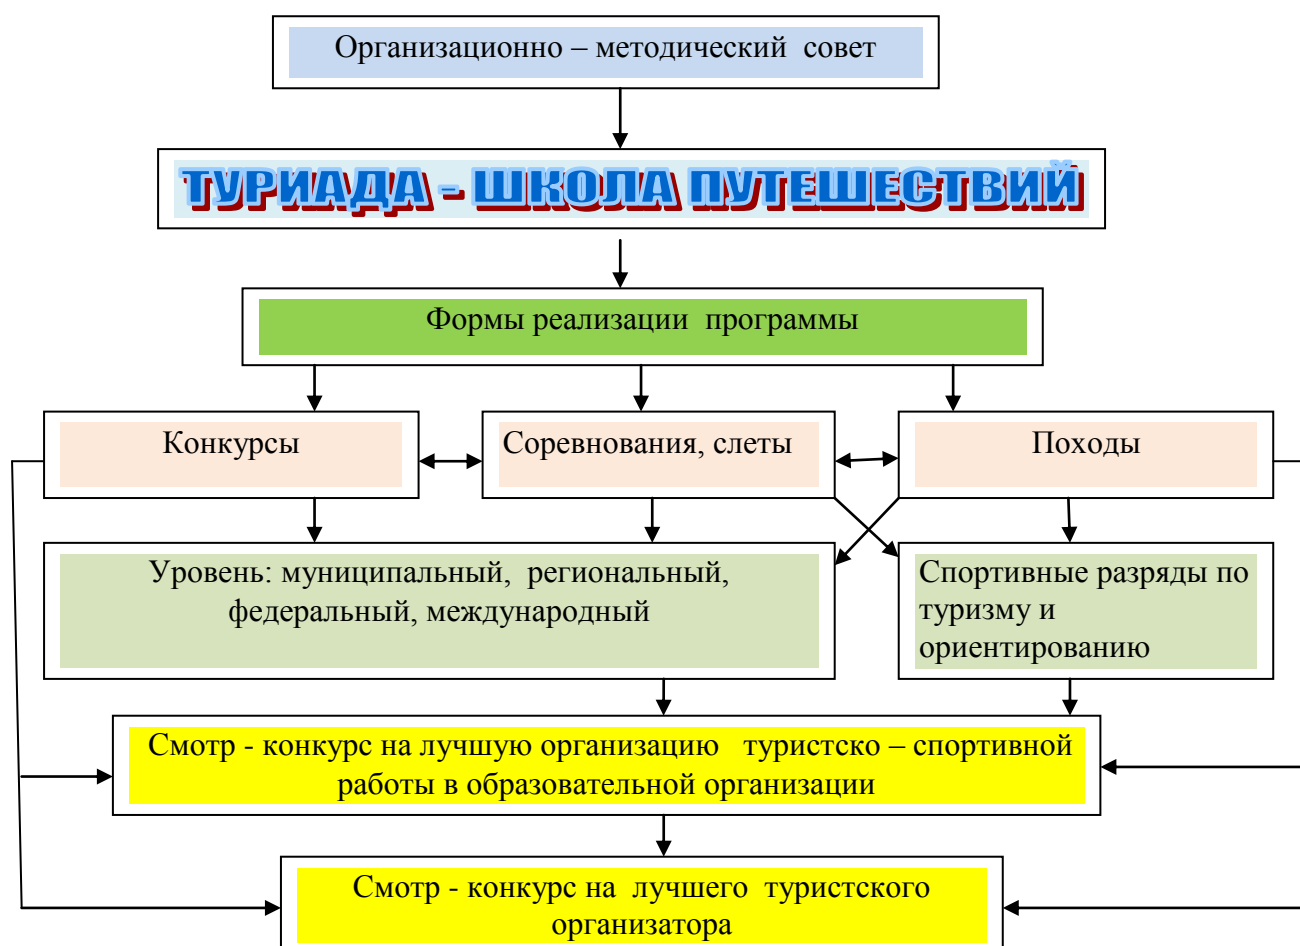 Организационно – методический совет
ТУРИАДА - ШКОЛА ПУТЕШЕСТВИЙ
Формы реализации программы
Конкурсы
Соревнования, слеты
Походы
Уровень: муниципальный, региональный,
федеральный, международный
Спортивные разряды по
туризму и
ориентированию
Смотр - конкурс на лучшую организацию туристско – спортивной
работы в образовательной организации
Смотр - конкурс на лучшего туристского
организатора